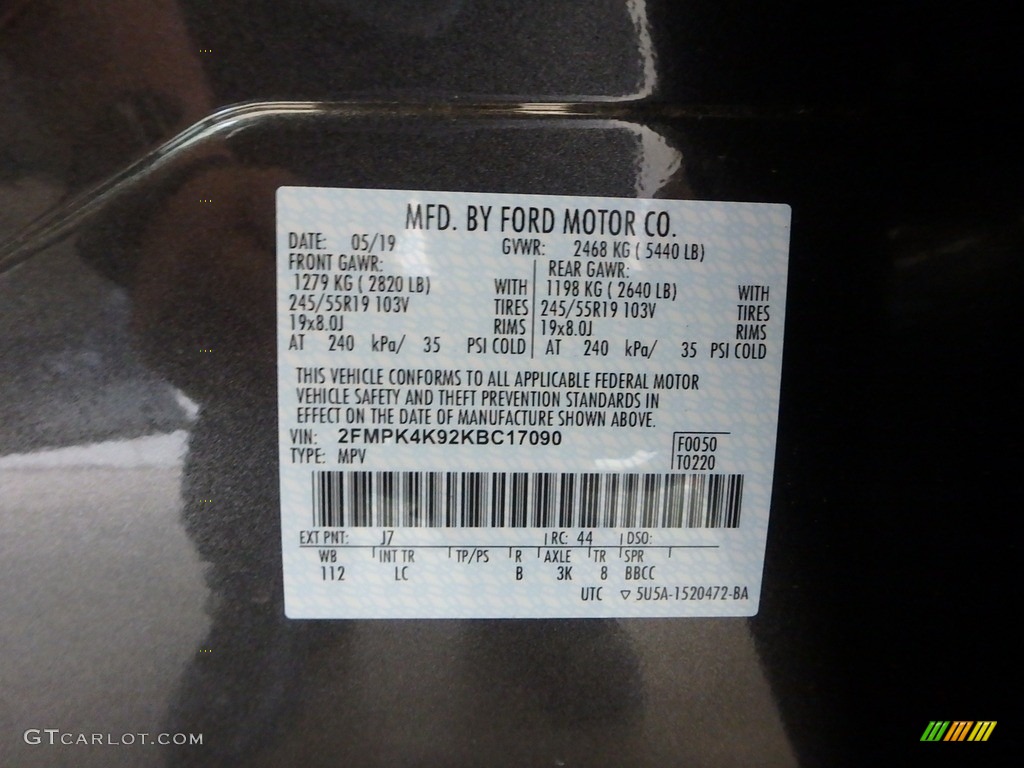 MFD. BY FORD MOTOR CO.
DATE: 05/19 GVWR: 2468 KG ( 5440 LB)
FRONT GAWR: REAR GAWR:
1279 KG ( 2820 LB) WITH 1198 KG ( 2640 LB) WITH
245/55R19 103V TIRES 245/55R19 103V TIRES
19x8.0J RIMS 19x8.0J RIMS
AT 240 kPa/ 35 PSI COLD AT 240 kPa/ 35 PSI COLD
THIS VEHICLE CONFORMS TO ALL APPLICABLE FEDERAL MOTOR
VEHICLE SAFETY AND THEFT PREVENTION STANDARDS IN
EFFECT ON THE DATE OF MANUFACTURE SHOWN ABOVE.
VIN: 2FMPK4K92KBC17090 F0050
TYPE: MPV T0220
EXT PNT: J7 RC: 44 DSO:
WB INT TR TP/PS R AXLE TR SPR
112 LC B 3K 8 BBCC
UTC ▽ 5U5A-1520472-BA
GTCARLOT.COM